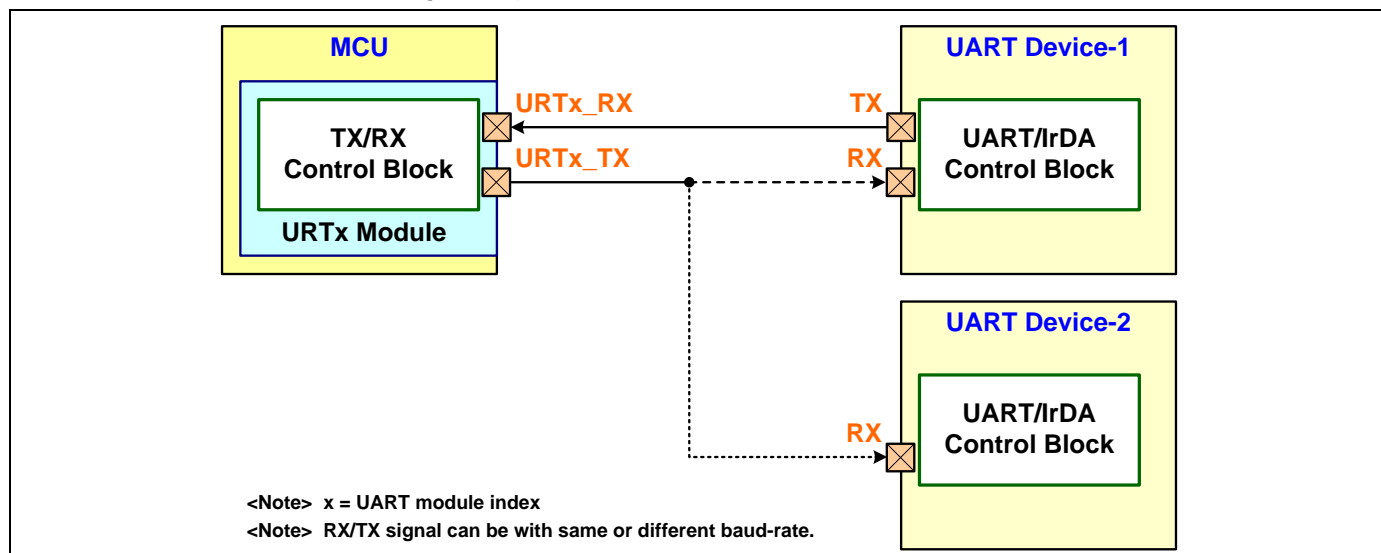 MCU
TX/RX
Control Block
URTx Module
URTx_RX
URTx_TX
UART Device-1
TX
RX
UART/IrDA
Control Block
UART Device-2
RX
UART/IrDA
Control Block
<Note> x = UART module index
<Note> RX/TX signal can be with same or different baud-rate.